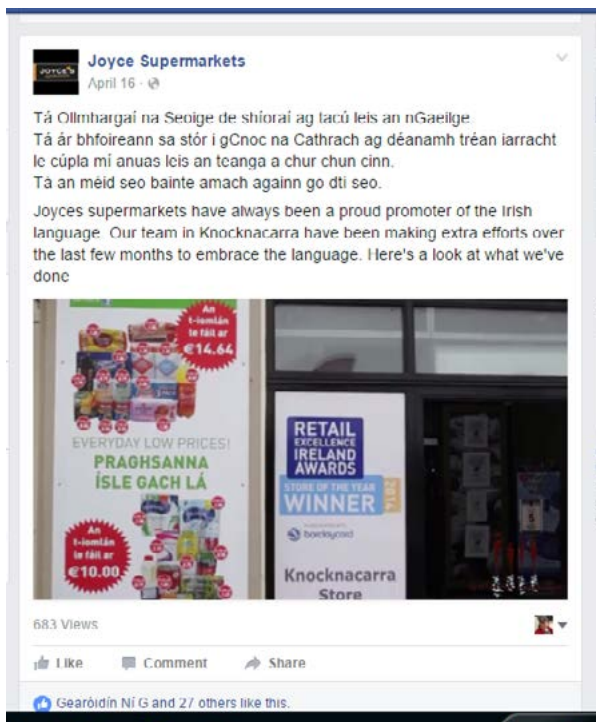 JOYCE'S
Joyce Supermarkets
April 16
Tá Ollmhargaí na Seoige de shíoraí ag tacú leis an nGaeilge.
Tá ár bhfoireann sa stór i gCnoc na Cathrach ag déanamh tréan iarracht
le cúpla mí anuas leis an teanga a chur chun cinn.
Tá an méid seo bainte amach againn go dtí seo.
Joyces supermarkets have always been a proud promoter of the Irish
language. Our team in Knocknacarra have been making extra efforts over
the last few months to embrace the language. Here's a look at what we've
done
An
t-iomlán
le fáil ar
€14.64
EVERYDAY LOW PRICES!
PRAGHSANNA
ÍSLE GACH LÁ
An
t-iomlán
le fáil ar
€10.00
RETAIL
EXCELLENCE
IRELAND
AWARDS
STORE OF THE YEAR
WINNER
2014
barclaycard
Knocknacarra
Store
683 Views
Like Comment Share
Gearóidín Ní G and 27 others like this.